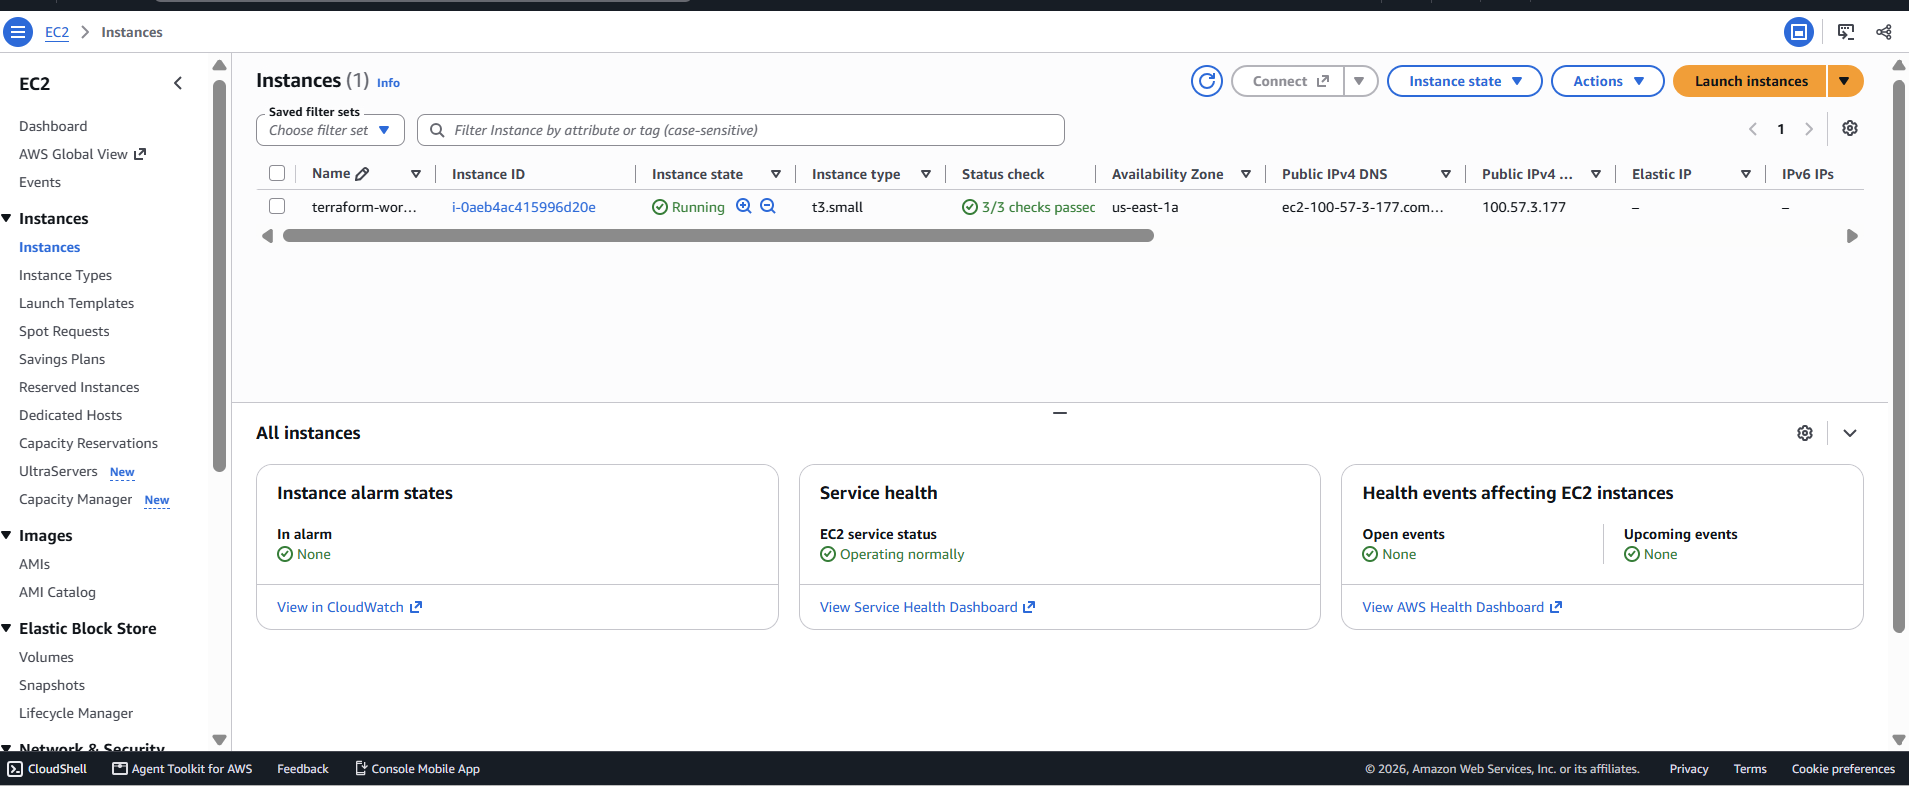 EC2 > Instances
EC2
Dashboard
AWS Global View
Events
Instances
Instances
Instance Types
Launch Templates
Spot Requests
Savings Plans
Reserved Instances
Dedicated Hosts
Capacity Reservations
UltraServers New
Capacity Manager New
Images
AMIs
AMI Catalog
Elastic Block Store
Volumes
Snapshots
Lifecycle Manager
Network & Security
Instances (1) Info
Connect
Instance state
Actions
Launch instances
Saved filter sets
Choose filter set
Filter Instance by attribute or tag (case-sensitive)
1
Name Instance ID Instance state Instance type Status check Availability Zone Public IPv4 DNS Public IPv4 ... Elastic IP IPv6 IPs
terraform-wor... i-0aeb4ac415996d20e Running t3.small 3/3 checks passec us-east-1a ec2-100-57-3-177.com... 100.57.3.177 – –
All instances
Instance alarm states
In alarm
None
View in CloudWatch
Service health
EC2 service status
Operating normally
View Service Health Dashboard
Health events affecting EC2 instances
Open events
None
Upcoming events
None
View AWS Health Dashboard
CloudShell Agent Toolkit for AWS Feedback Console Mobile App © 2026, Amazon Web Services, Inc. or its affiliates. Privacy Terms Cookie preferences